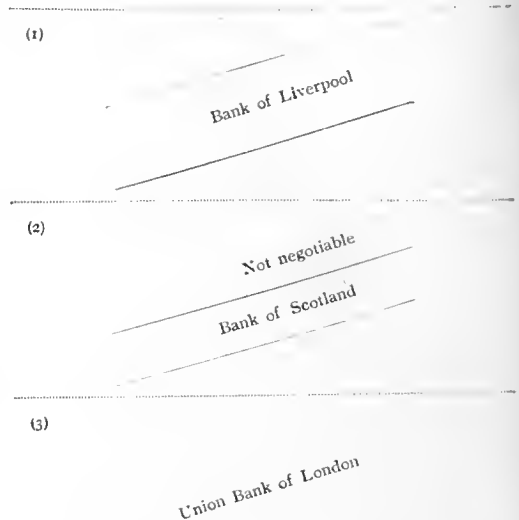 (1)
Bank of Liverpool
(2)
Not negotiable
Bank of Scotland
(3)
Union Bank of London